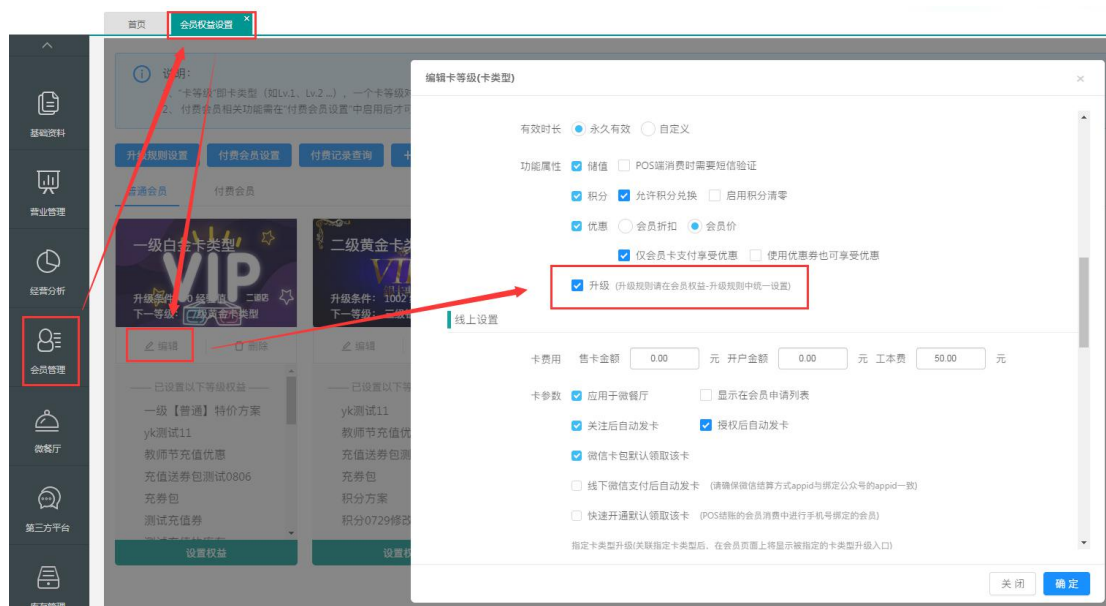 首页 会员权益设置 ×
基础资料
营业管理
经营分析
会员管理
微餐厅
第三方平台
库存管理
说明:
1、"卡等级"即卡类型（如Lv.1、Lv.2 ..），一个卡等级对
2、付费会员相关功能需在"付费会员设置"中启用后才可
升级规则设置 付费会员设置 付费记录查询 +
普通会员 付费会员
一级白金卡类型
VIP
升级条件: 0 经验值 二瑯店
下一等级: 二级黄金卡类型
编辑 删除
已设置以下等级权益
一级【普通】特价方案
yk测试11
教师节充值优惠
充值送券包测试0806
充券包
测试充值券
设置权益
二级黄金卡类
升级条件: 1002
下一等级: 三级
编辑
已设置以下等
yk测试11
教师节充值优
充值送券包测
充券包
积分方案
积分0729修改
设置权
编辑卡等级(卡类型) ×
有效时长 永久有效 自定义
功能属性 储值 POS端消费时需要短信验证
积分 允许积分兑换 启用积分清零
优惠 会员折扣 会员价
仅会员卡支付享受优惠 使用优惠券也可享受优惠
升级 (升级规则请在会员权益-升级规则中统一设置)
线上设置
卡费用 售卡金额 0.00 元 开户金额 0.00 元 工本费 50.00 元
卡参数 应用于微餐厅 显示在会员申请列表
关注后自动发卡 授权后自动发卡
微信卡包默认领取该卡
线下微信支付后自动发卡 (请确保微信结算方式appid与绑定公众号的appid一致)
快速开通默认领取该卡 (POS结账的会员消费中进行手机号绑定的会员)
指定卡类型升级(关联指定卡类型后、在会员页面上将显示被指定的卡类型升级入口)
关闭 确定